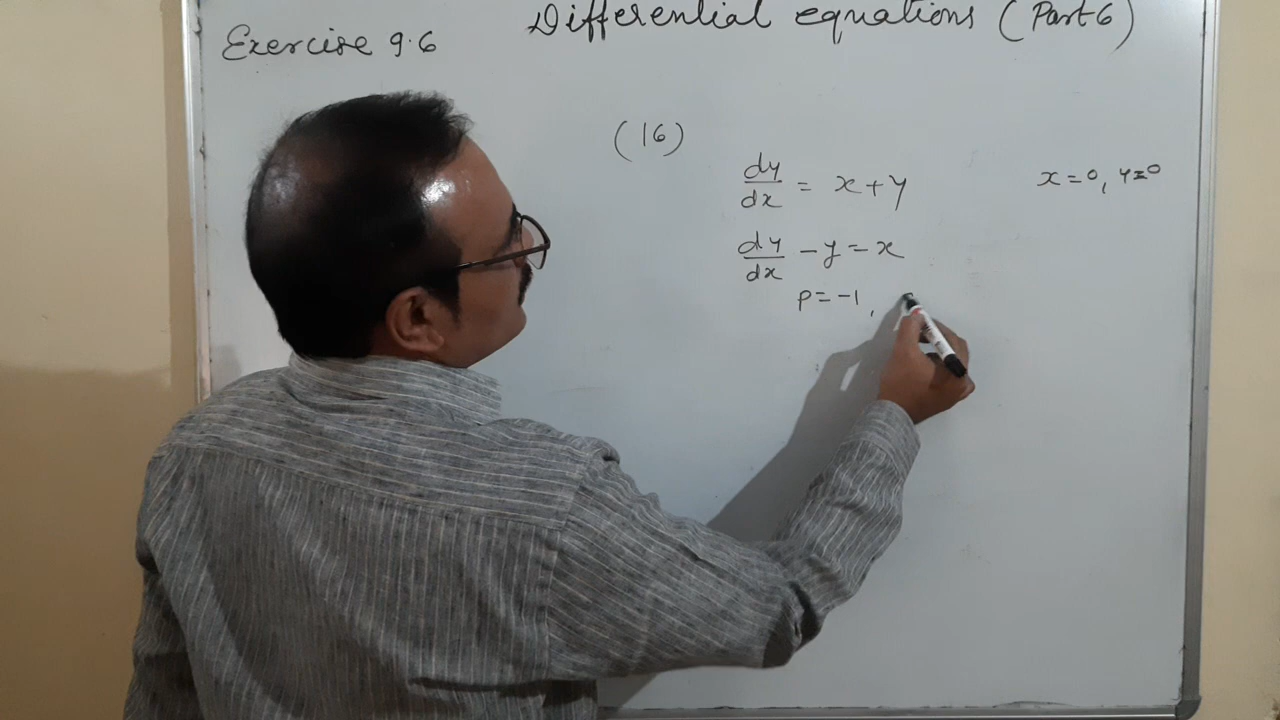 Differential equations (Part 6)
Exercise 9.6
(16)
dy/dx = x + y
x = 0, y = 0
dy/dx - y = x
P = -1,